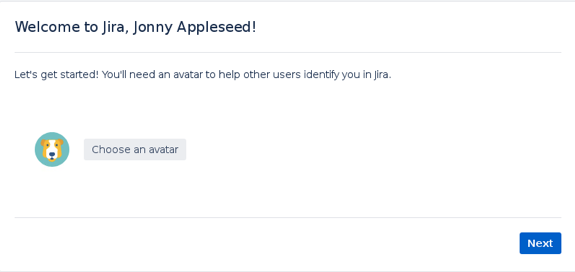 Welcome to Jira, Jonny Appleseed!
Let's get started! You'll need an avatar to help other users identify you in Jira.
Choose an avatar
Next